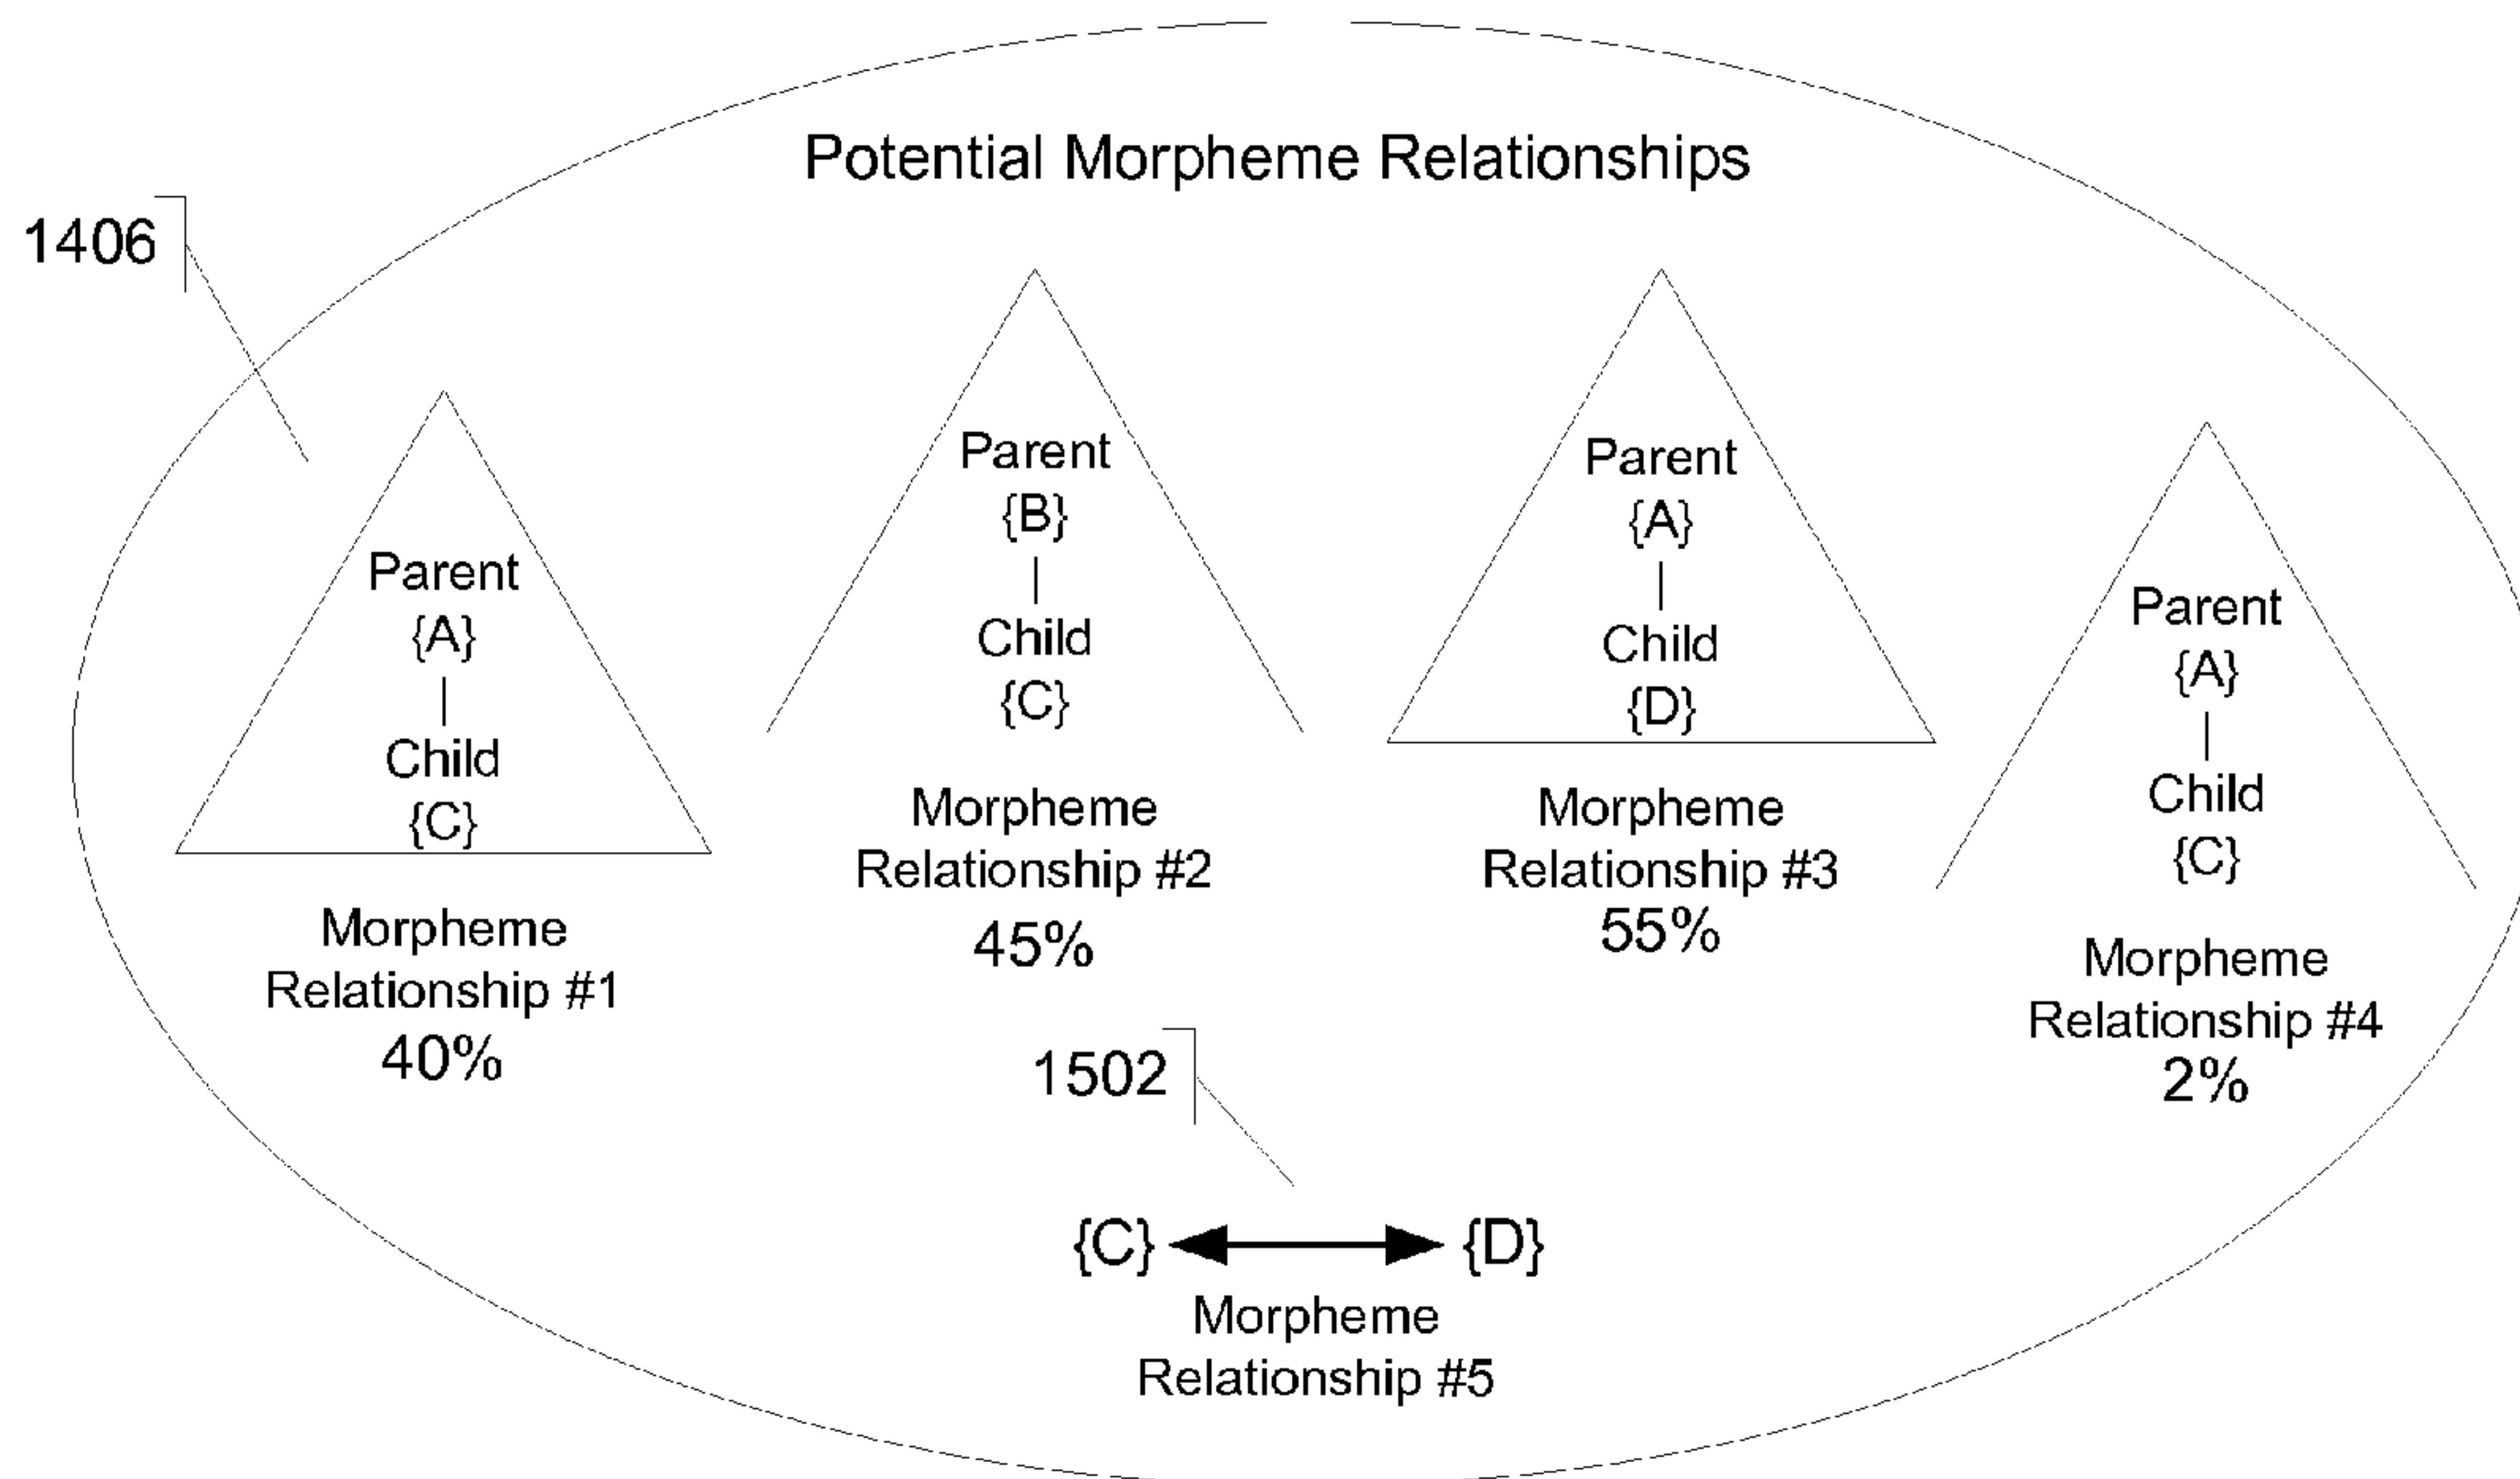 Potential Morpheme Relationships
1406
Parent
{A}
Child
{C}
Morpheme
Relationship #1
40%
Parent
{B}
Child
{C}
Morpheme
Relationship #2
45%
Parent
{A}
Child
{D}
Morpheme
Relationship #3
55%
Parent
{A}
Child
{C}
Morpheme
Relationship #4
2%
1502
{C} {D}
Morpheme
Relationship #5